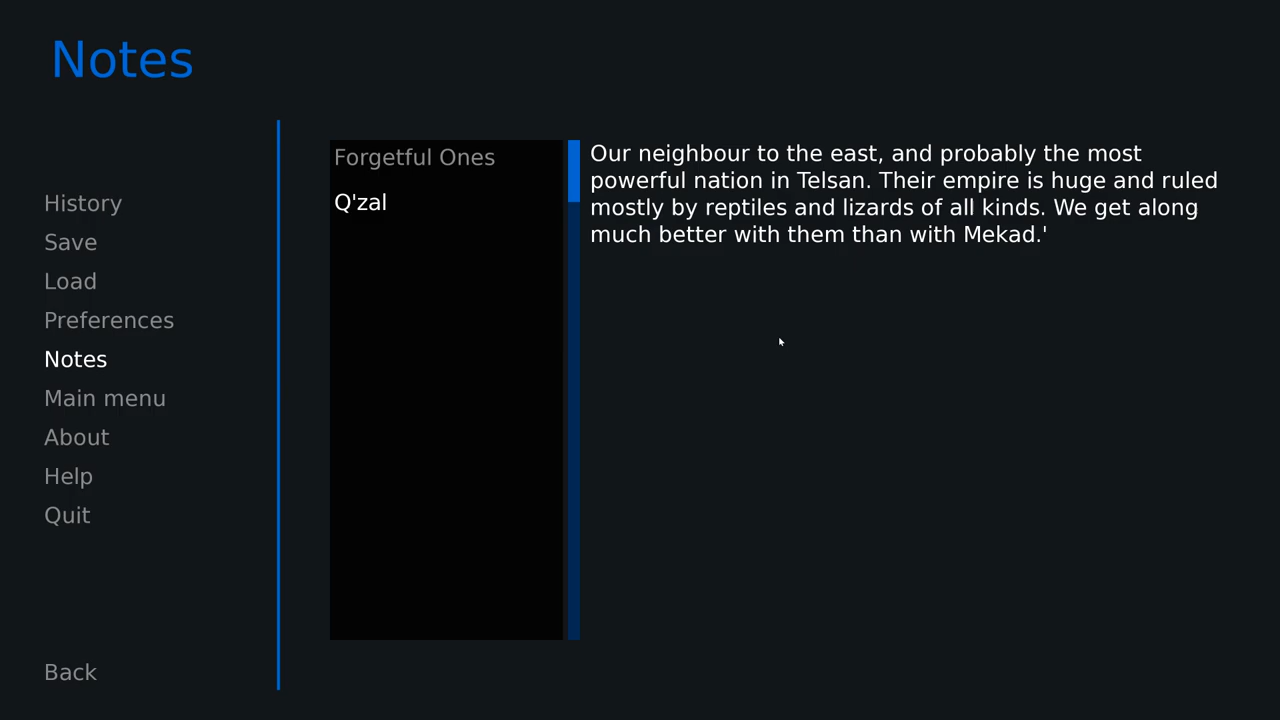 Notes
History
Save
Load
Preferences
Notes
Main menu
About
Help
Quit
Back
Forgetful Ones
Q'zal
Our neighbour to the east, and probably the most
powerful nation in Telsan. Their empire is huge and ruled
mostly by reptiles and lizards of all kinds. We get along
much better with them than with Mekad.'